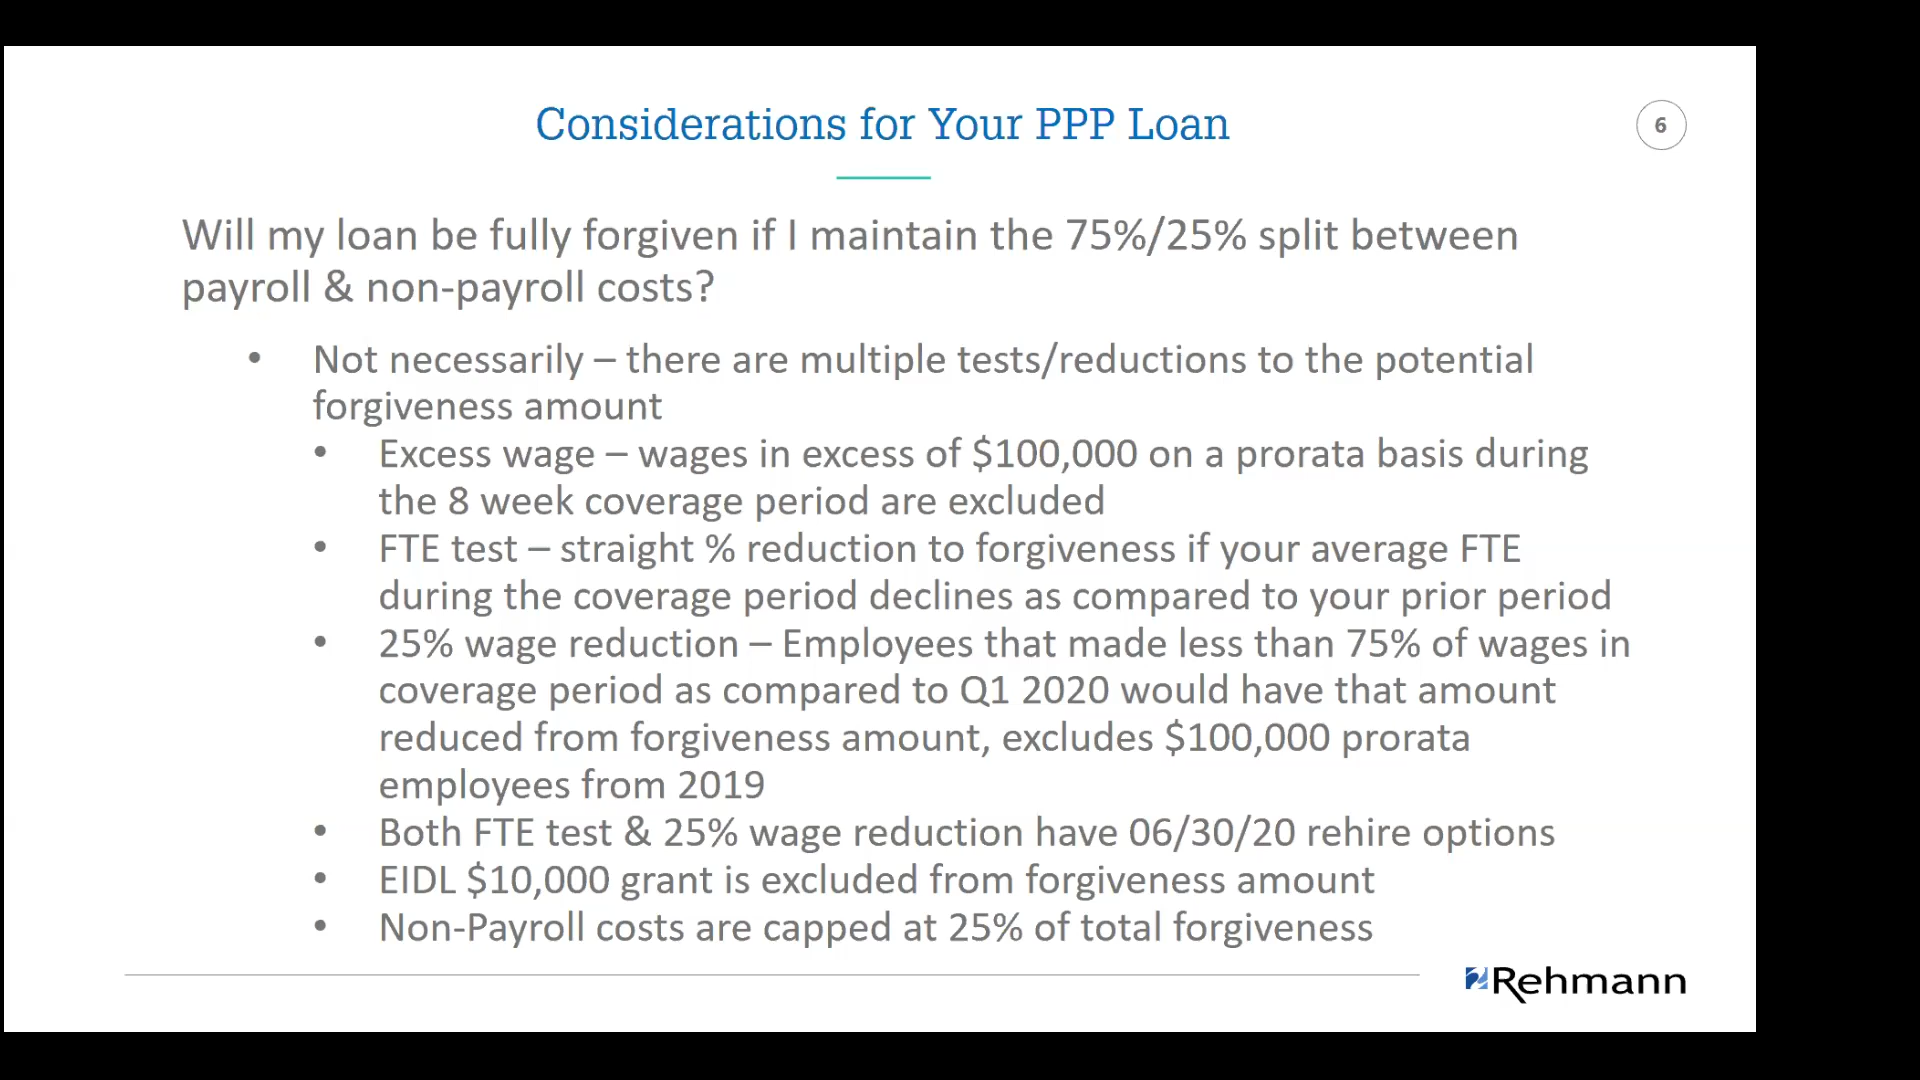 Considerations for Your PPP Loan
6
Will my loan be fully forgiven if I maintain the 75%/25% split between
payroll & non-payroll costs?
• Not necessarily – there are multiple tests/reductions to the potential
forgiveness amount
• Excess wage – wages in excess of $100,000 on a prorata basis during
the 8 week coverage period are excluded
• FTE test – straight % reduction to forgiveness if your average FTE
during the coverage period declines as compared to your prior period
• 25% wage reduction – Employees that made less than 75% of wages in
coverage period as compared to Q1 2020 would have that amount
reduced from forgiveness amount, excludes $100,000 prorata
employees from 2019
• Both FTE test & 25% wage reduction have 06/30/20 rehire options
• EIDL $10,000 grant is excluded from forgiveness amount
• Non-Payroll costs are capped at 25% of total forgiveness
Rehmann